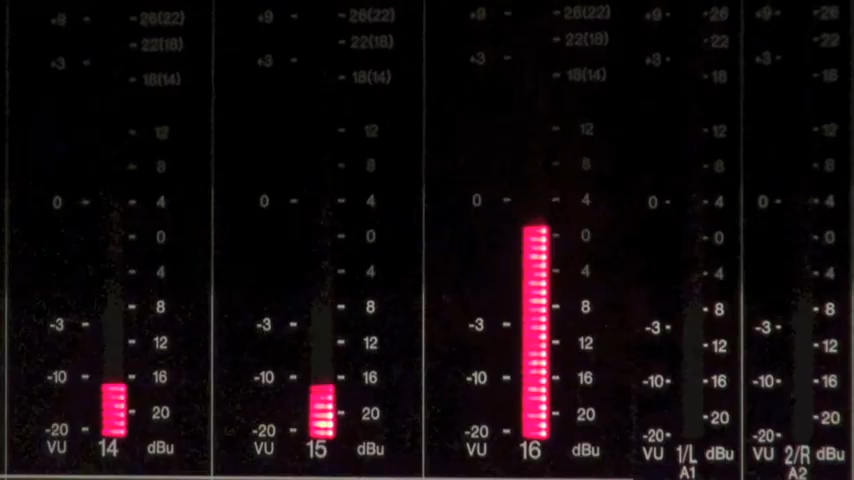 +9 26(22) +9 26(22) +9 26(22) +9 26 +9 26
22(18) 22(18) 22(18) 22 22
+3 18(14) +3 18(14) +3 18(14) +3 18 +3 18
12 12 12 12 12
8 8 8 8 8
0 4 0 4 0 4 0 4 0 4
0 0 0 0 0
4 4 4 4 4
8 8 8 8 8
-3 12 -3 12 -3 12 -3 12 -3 12
-10 16 -10 16 -10 16 -10 16 -10 16
20 20 20 20 20
-20 -20 -20 -20 -20
VU 14 dBu VU 15 dBu VU 16 dBu VU 1/L dBu VU 2/R dBu
A1 A2